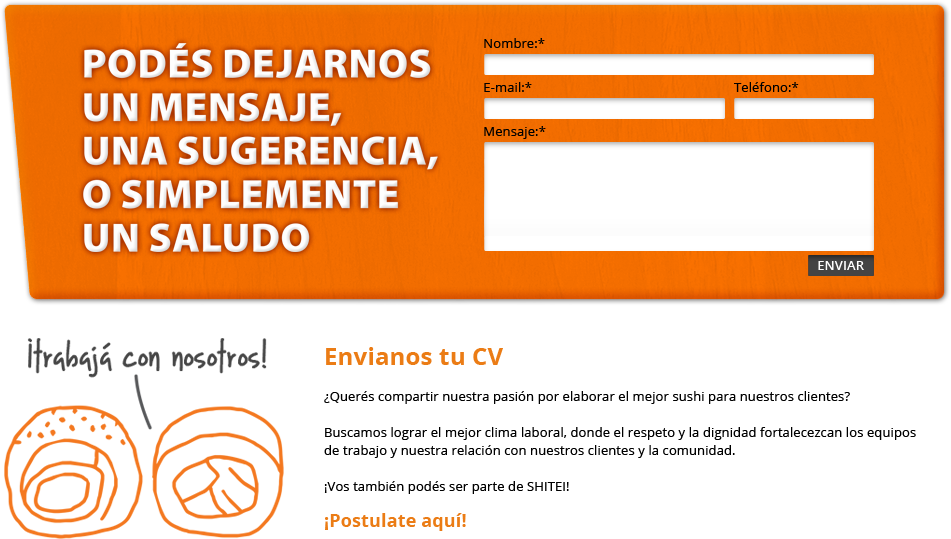 PODÉS DEJARNOS
UN MENSAJE,
UNA SUGERENCIA,
O SIMPLEMENTE
UN SALUDO
Nombre:*
E-mail:*
Teléfono:*
Mensaje:*
ENVIAR
¡trabajá con nosotros!
Envianos tu CV
¿Querés compartir nuestra pasión por elaborar el mejor sushi para nuestros clientes?
Buscamos lograr el mejor clima laboral, donde el respeto y la dignidad fortalecezcan los equipos
de trabajo y nuestra relación con nuestros clientes y la comunidad.
¡Vos también podés ser parte de SHITEI!
¡Postulate aquí!